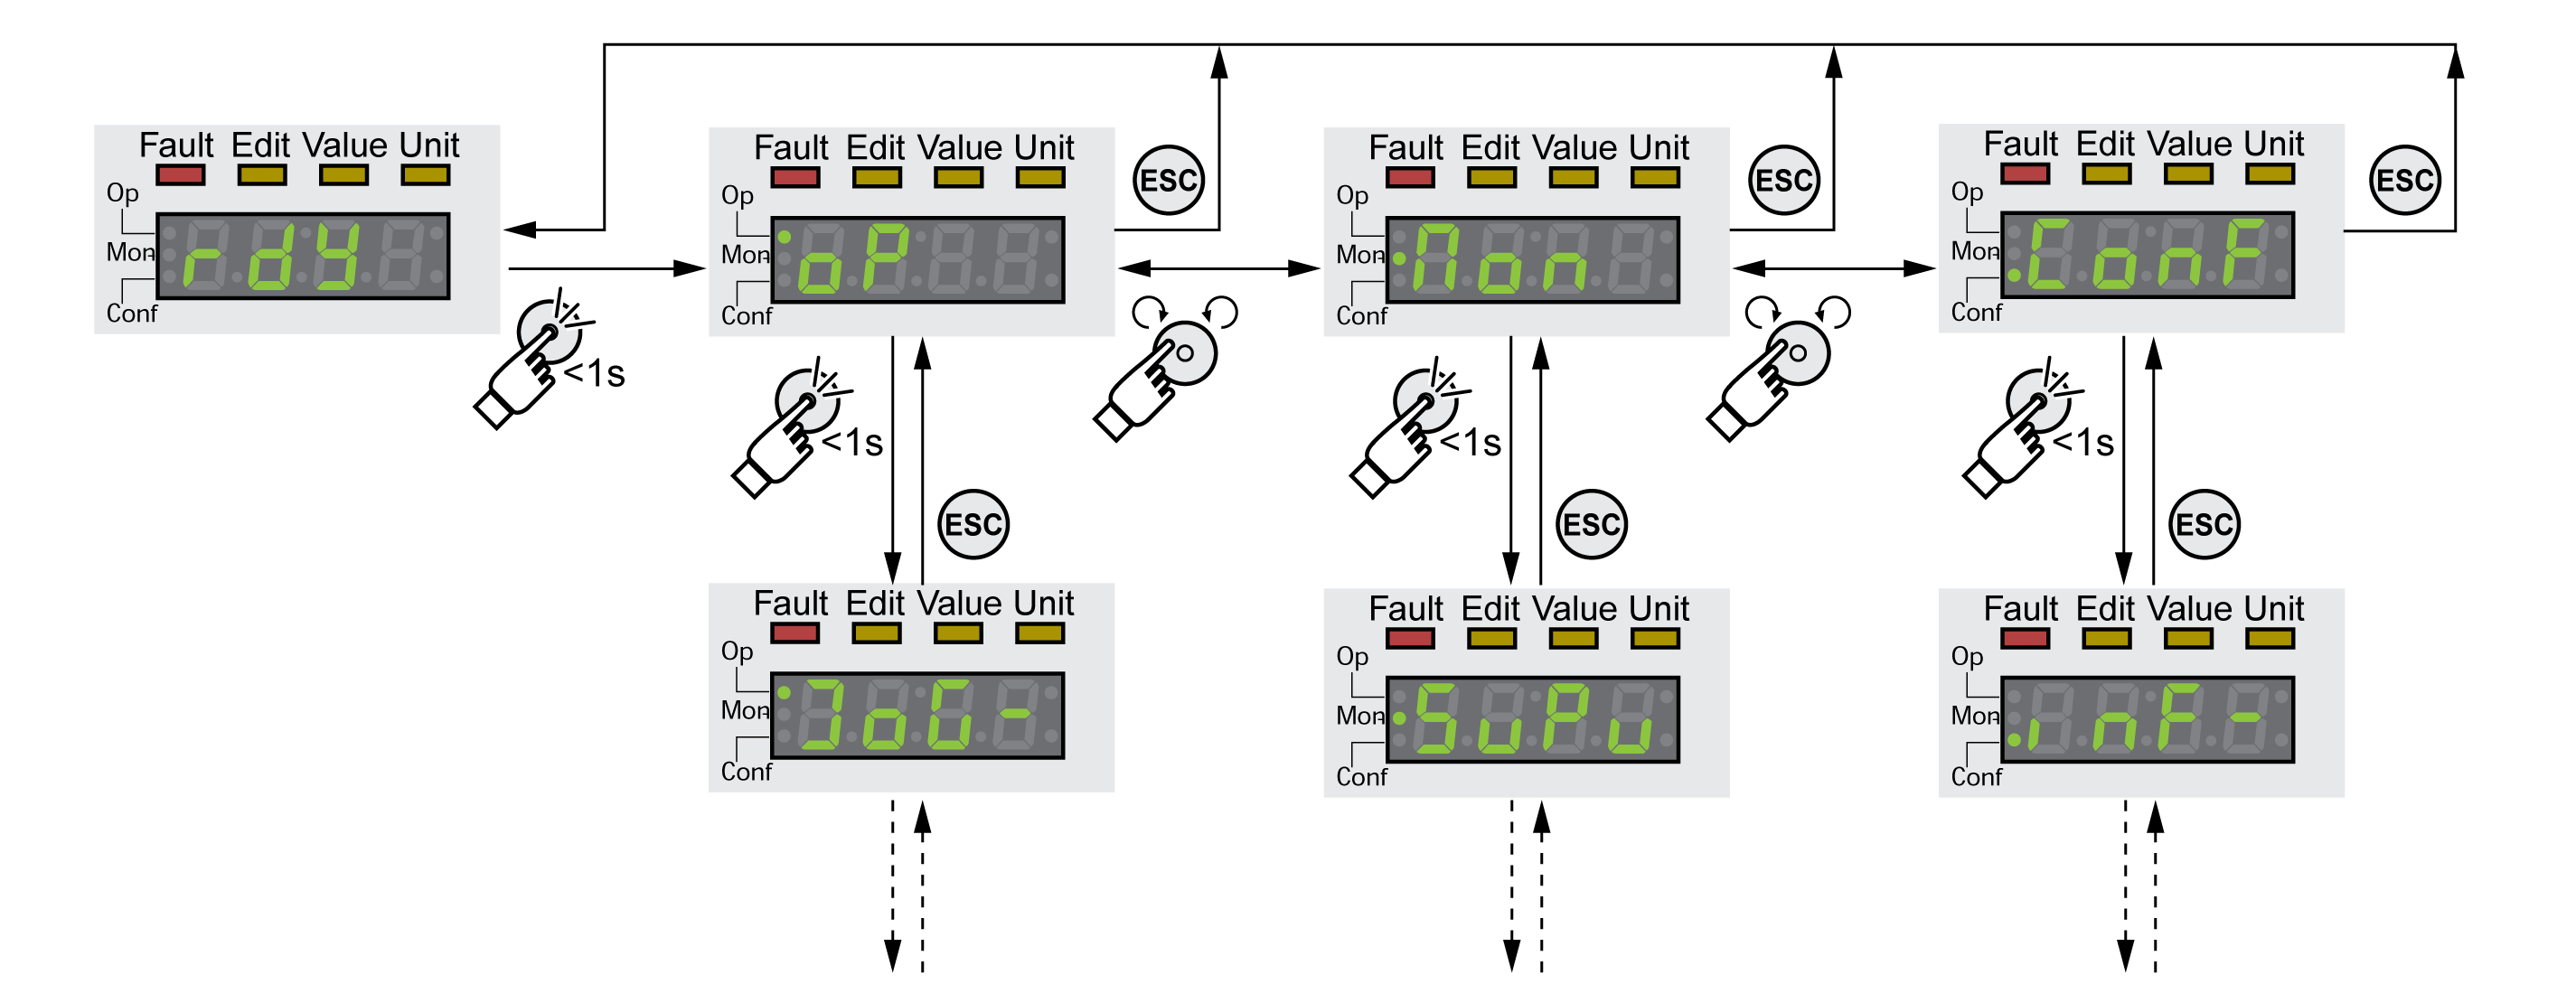 Fault Edit Value Unit
Op
Mon
Conf
rdy
<1s
Fault Edit Value Unit
Op
Mon
Conf
oP
ESC
<1s
Fault Edit Value Unit
Op
Mon
Conf
Mon
ESC
<1s
Fault Edit Value Unit
Op
Mon
Conf
ConF
ESC
<1s
ESC
ESC
ESC
Fault Edit Value Unit
Op
Mon
Conf
JoG-
Fault Edit Value Unit
Op
Mon
Conf
SuPu
Fault Edit Value Unit
Op
Mon
Conf
inF-